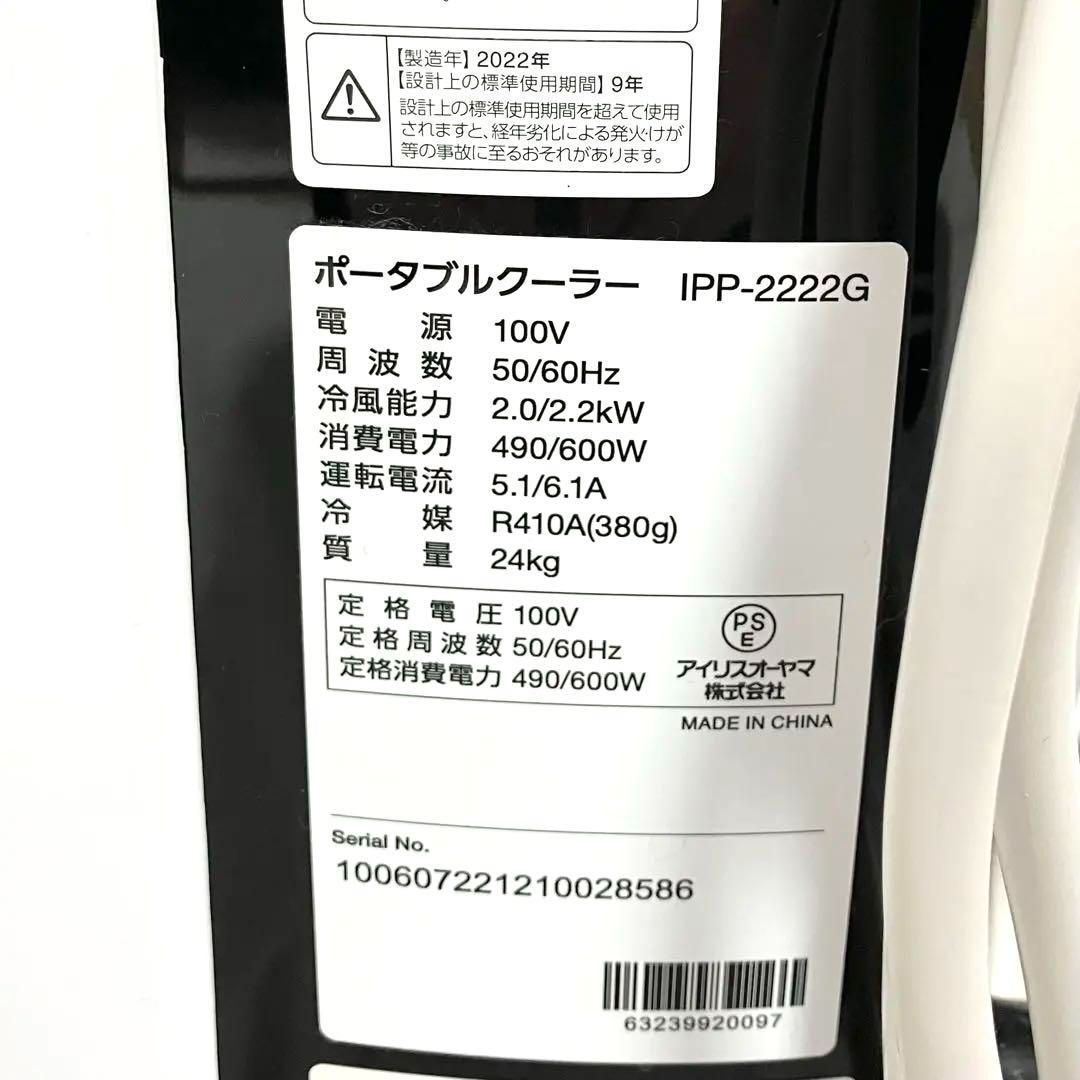 【製造年】2022年
【設計上の標準使用期間】9年
設計上の標準使用期間を超えて使用
されますと、経年劣化による発火・けが
等の事故に至るおそれがあります。
ポータブルクーラー IPP-2222G
電源 100V
周波数 50/60Hz
冷風能力 2.0/2.2kW
消費電力 490/600W
運転電流 5.1/6.1A
冷媒 R410A(380g)
質量 24kg
定格電圧 100V
定格周波数 50/60Hz
定格消費電力 490/600W
PS
E
アイリスオーヤマ
株式会社
MADE IN CHINA
Serial No.
100607221210028586
63239920097